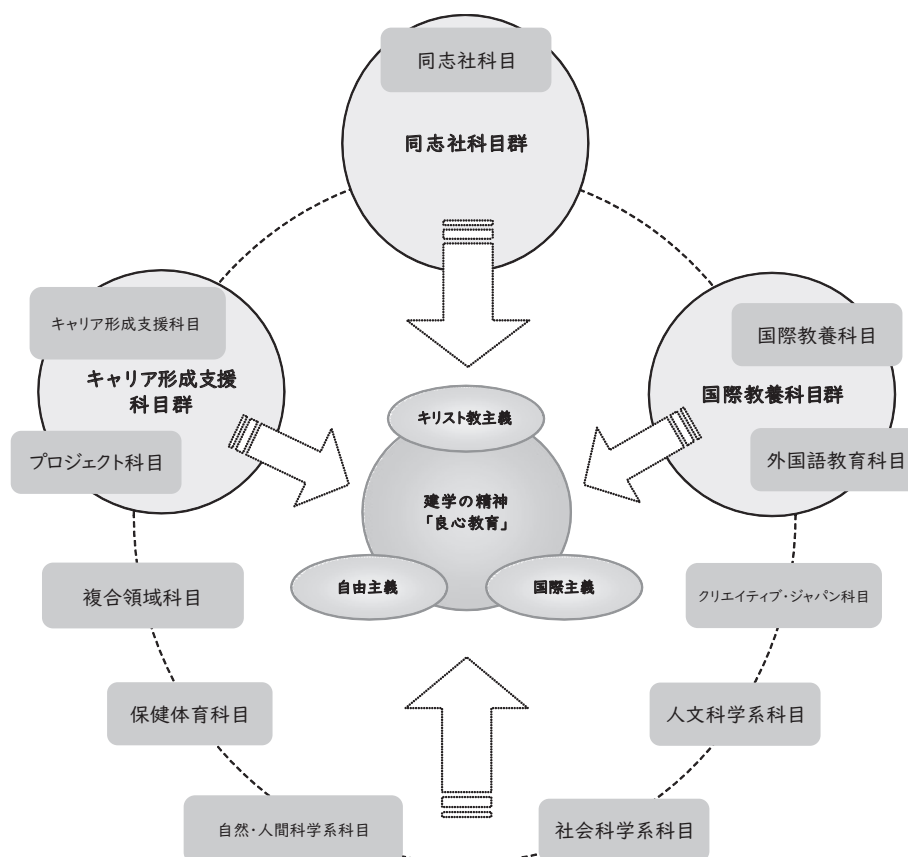 同志社科目
同志社科目群
キャリア形成支援科目
キャリア形成支援
科目群
プロジェクト科目
国際教養科目
国際教養科目群
外国語教育科目
キリスト教主義
建学の精神
「良心教育」
自由主義
国際主義
複合領域科目
クリエイティブ・ジャパン科目
保健体育科目
人文科学系科目
自然・人間科学系科目
社会科学系科目